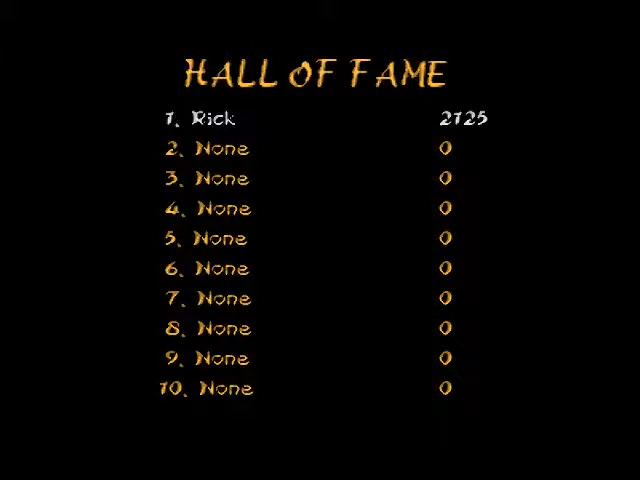 HALL OF FAME
1. Rick 2125
2. None 0
3. None 0
4. None 0
5. None 0
6. None 0
7. None 0
8. None 0
9. None 0
10. None 0